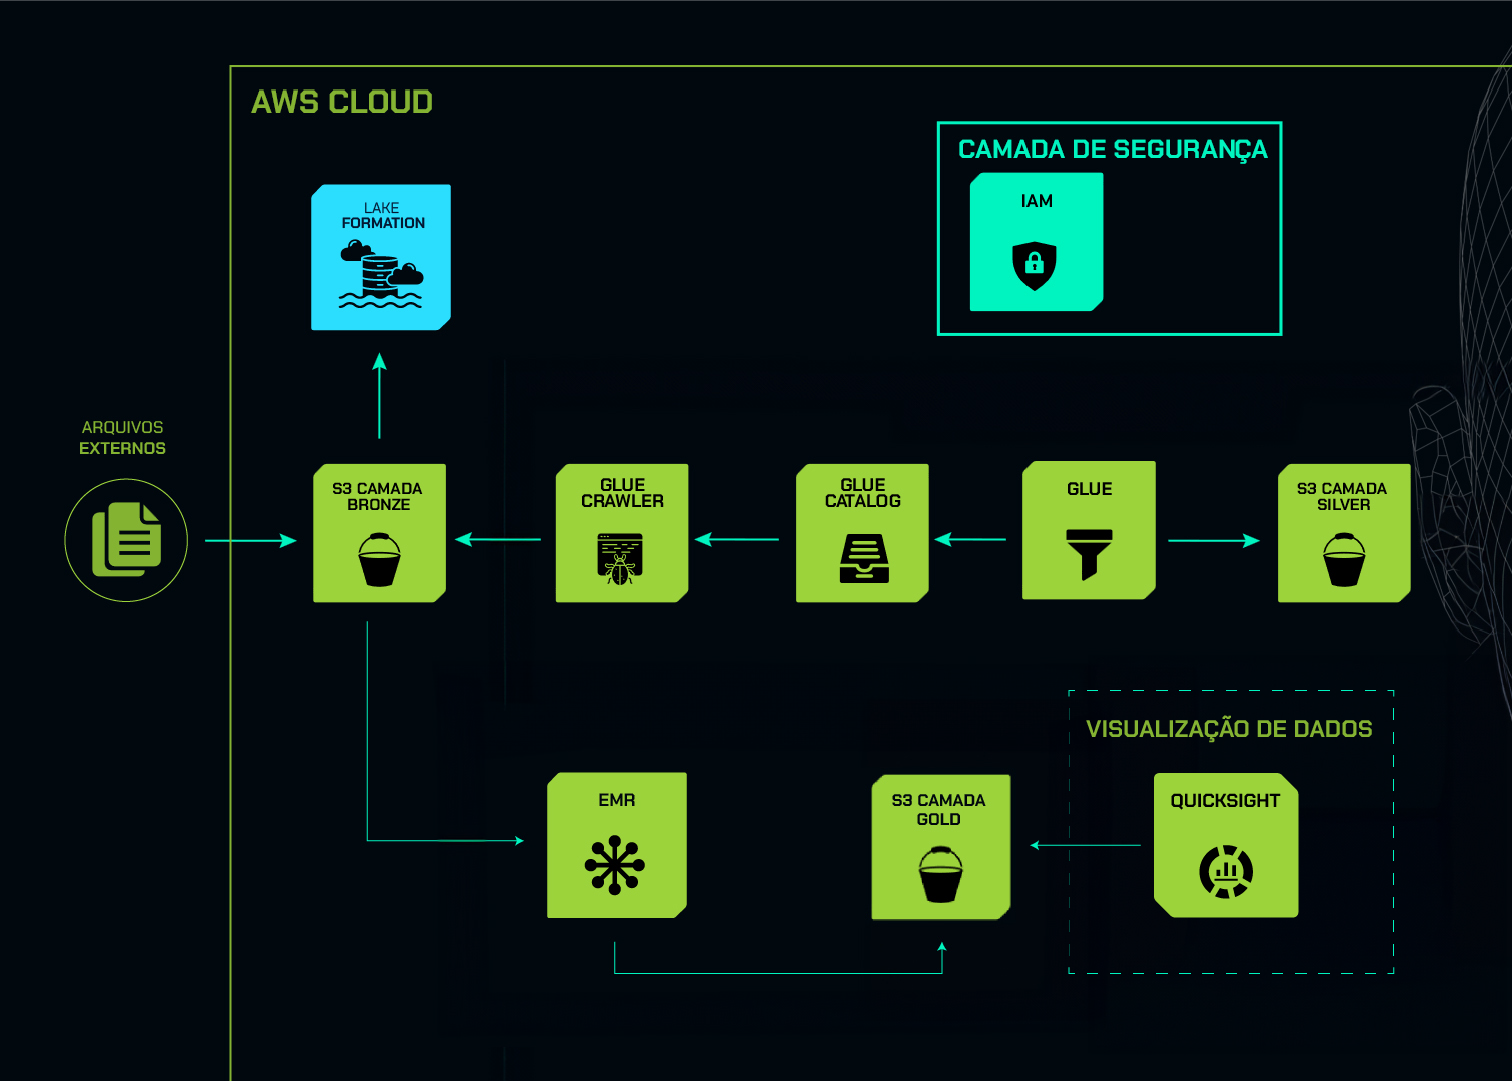 AWS CLOUD
CAMADA DE SEGURANÇA
IAM
LAKE
FORMATION
ARQUIVOS
EXTERNOS
S3 CAMADA
BRONZE
GLUE
CRAWLER
GLUE
CATALOG
GLUE
S3 CAMADA
SILVER
VISUALIZAÇÃO DE DADOS
EMR
S3 CAMADA
GOLD
QUICKSIGHT